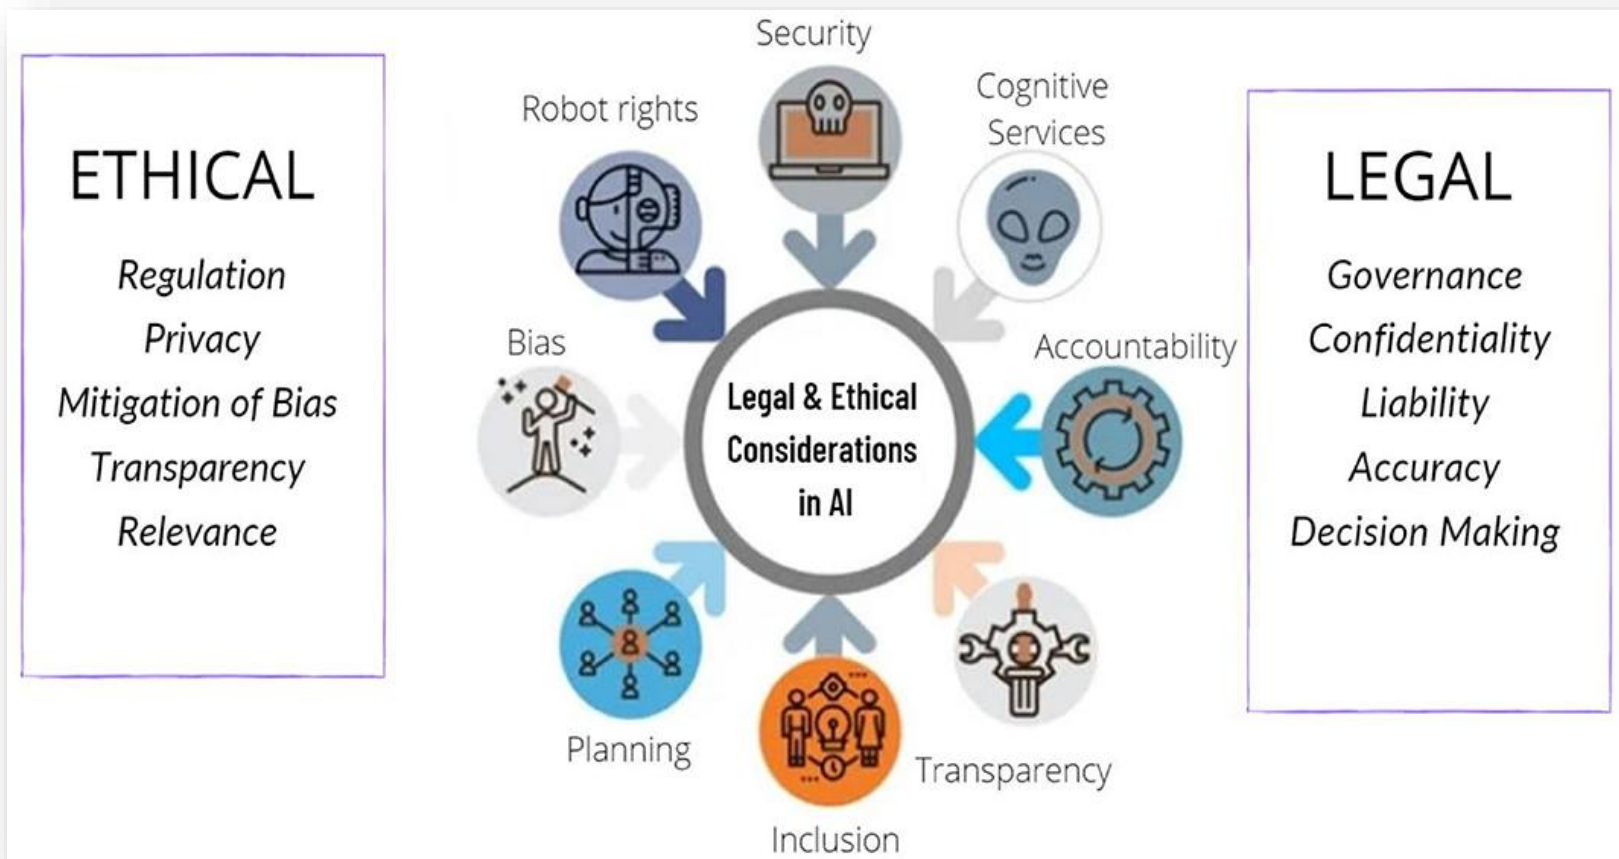 ETHICAL
Regulation
Privacy
Mitigation of Bias
Transparency
Relevance
Security
Robot rights
Cognitive
Services
Bias
Accountability
Legal & Ethical
Considerations
in AI
Planning
Transparency
Inclusion
LEGAL
Governance
Confidentiality
Liability
Accuracy
Decision Making